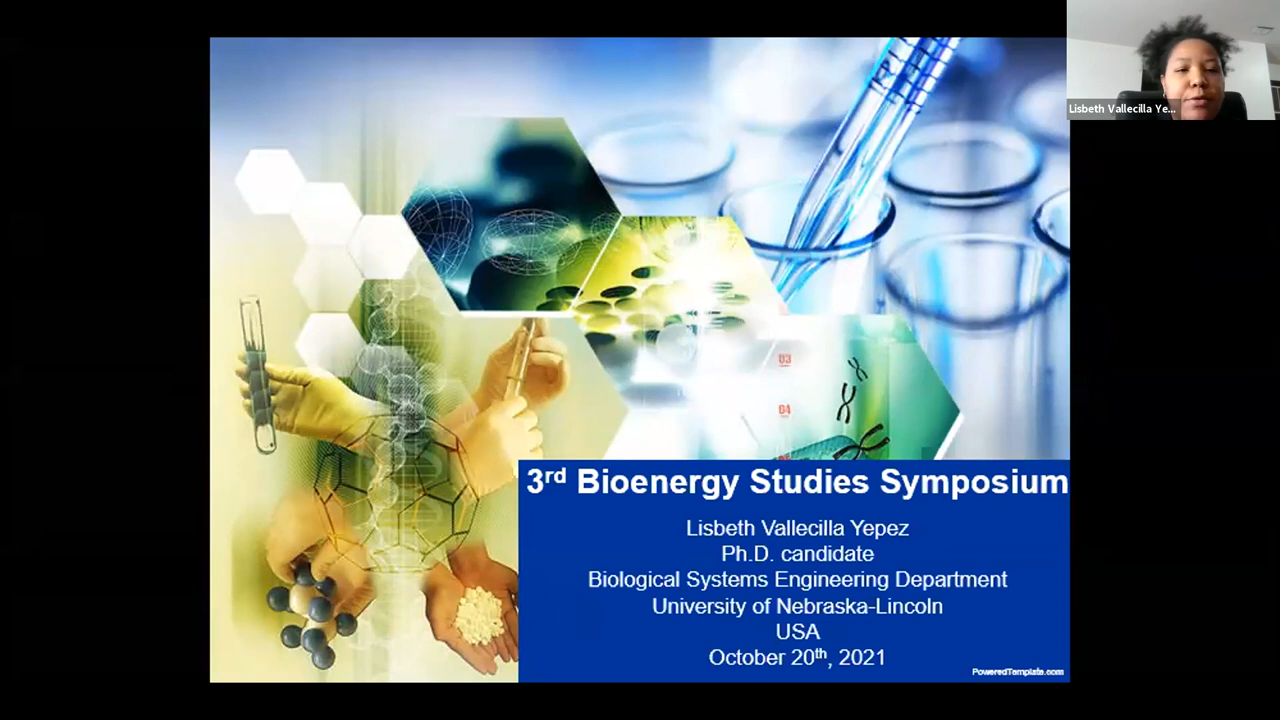 Lisbeth Vallecilla Ye...
03
04
3rd Bioenergy Studies Symposium
Lisbeth Vallecilla Yepez
Ph.D. candidate
Biological Systems Engineering Department
University of Nebraska-Lincoln
USA
October 20th, 2021
PoweredTemplate.com